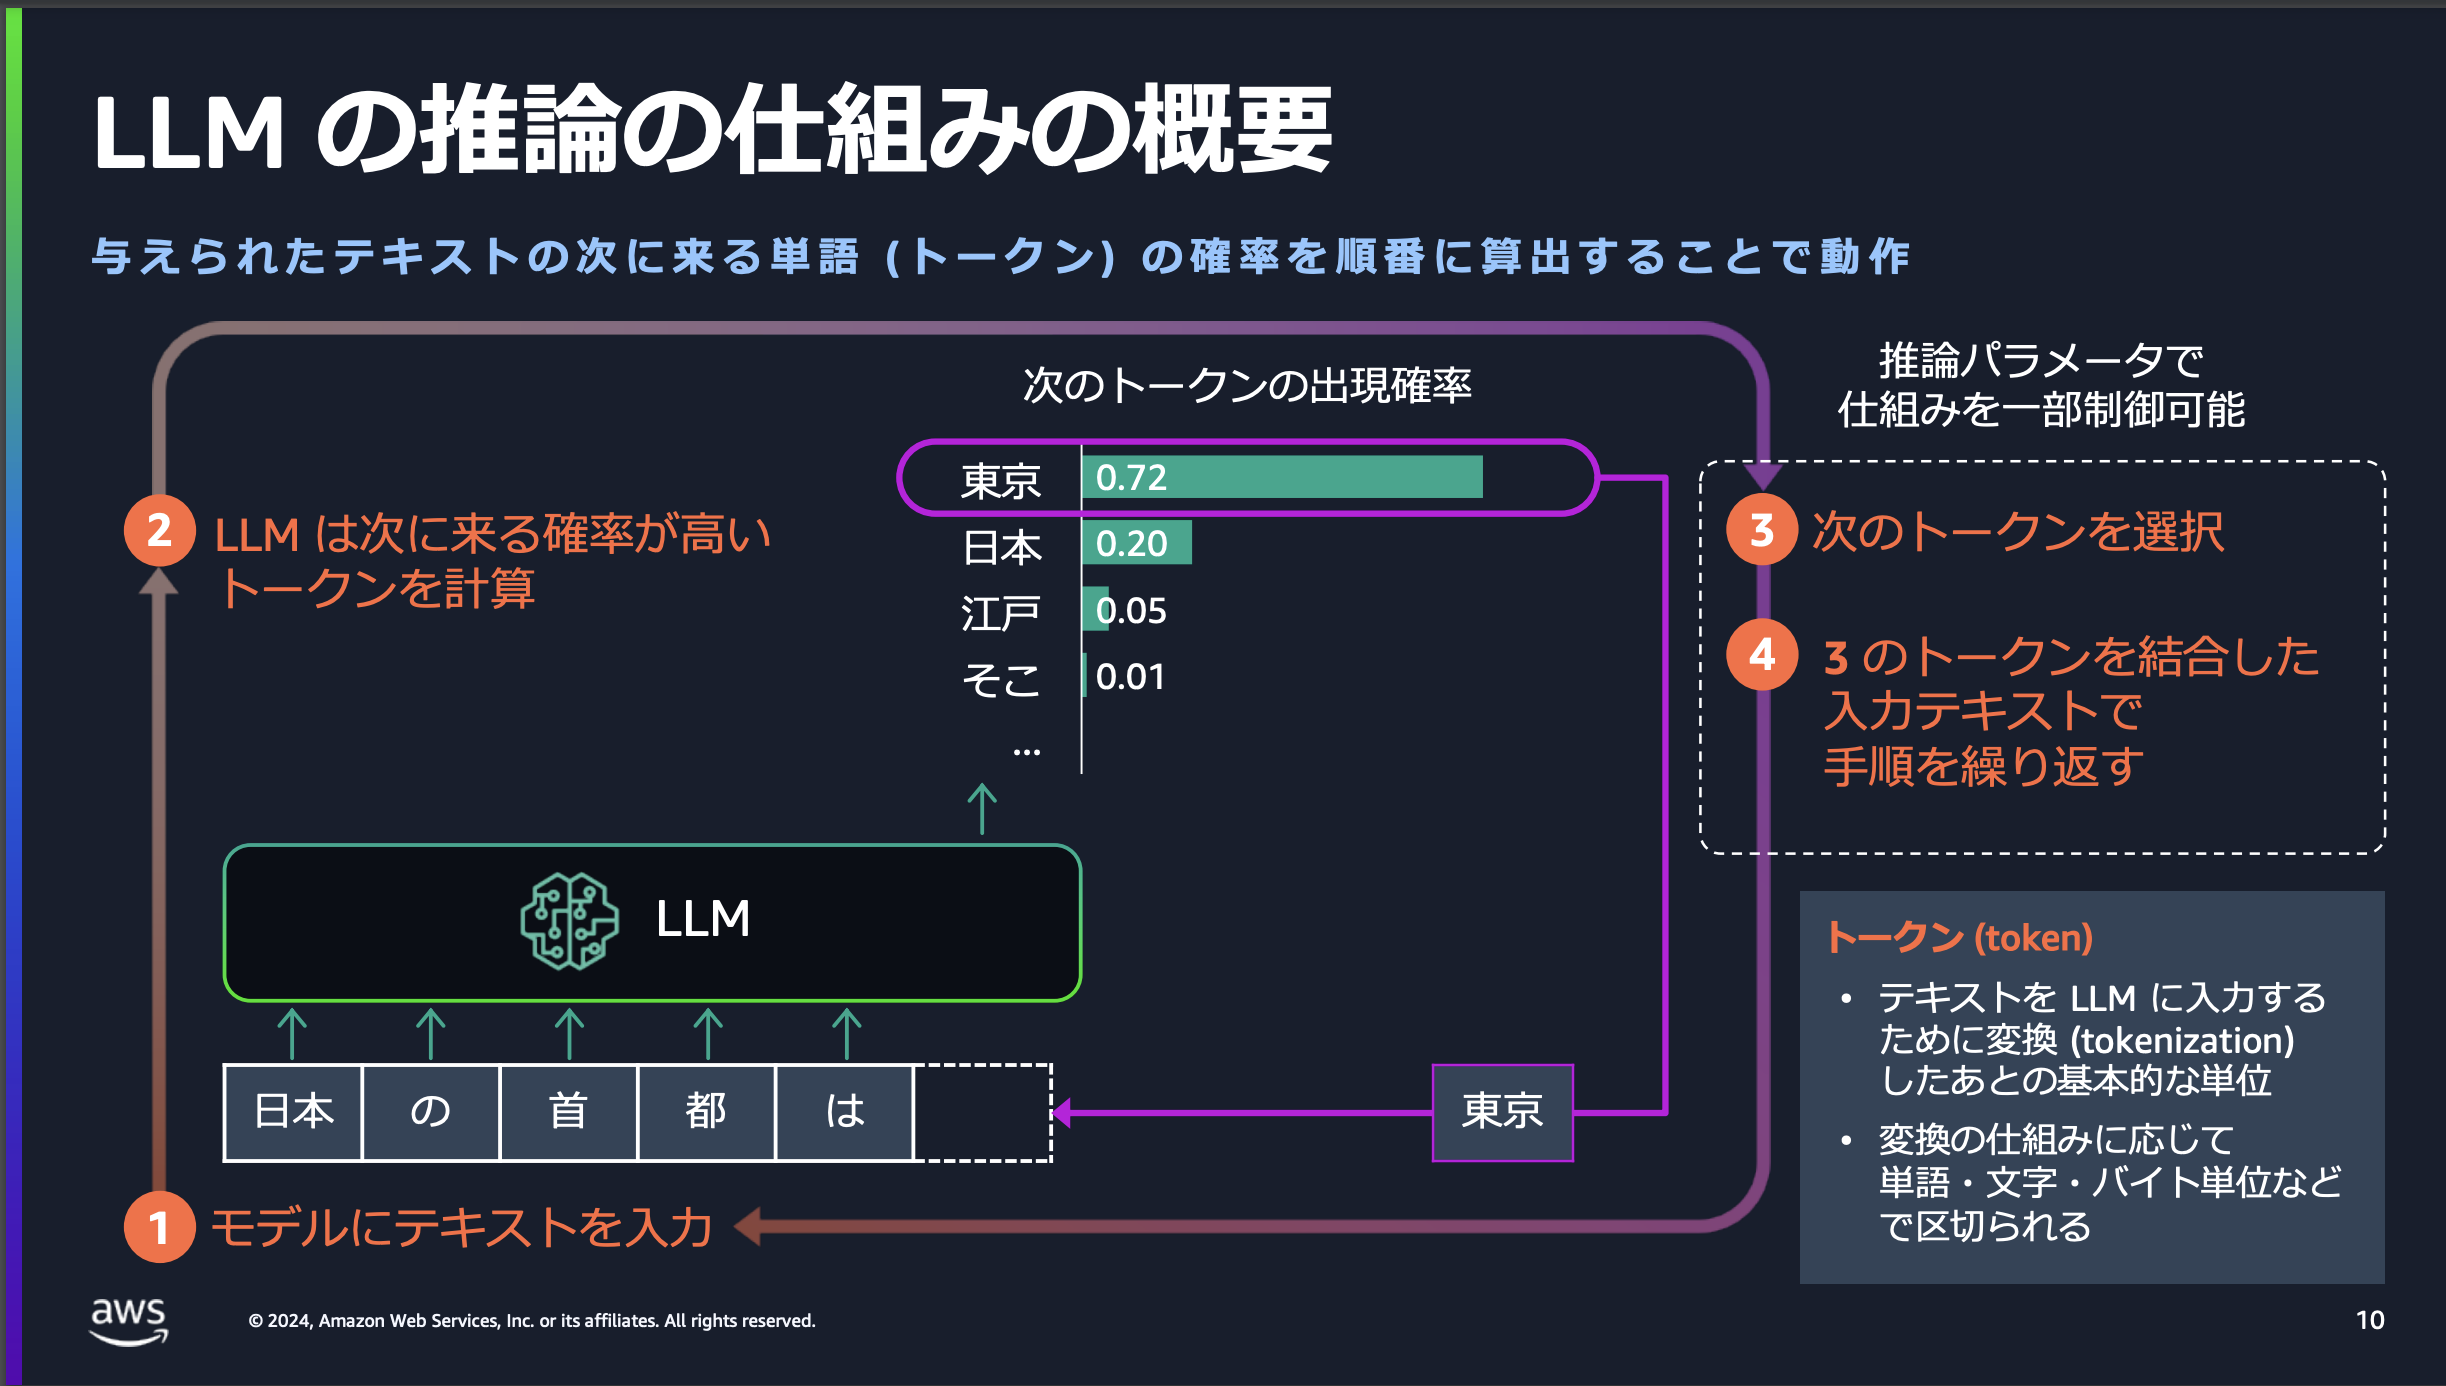 LLM の推論の仕組みの概要
与えられたテキストの次に来る単語 (トークン) の確率を順番に算出することで動作
次のトークンの出現確率
東京 0.72
日本 0.20
江戸 0.05
そこ 0.01
...
推論パラメータで
仕組みを一部制御可能
2 LLM は次に来る確率が高い
トークンを計算
3 次のトークンを選択
4 3 のトークンを結合した
入力テキストで
手順を繰り返す
LLM
日本 の 首 都 は
東京
1 モデルにテキストを入力
トークン (token)
• テキストを LLM に入力する
ために変換 (tokenization)
したあとの基本的な単位
• 変換の仕組みに応じて
単語・文字・バイト単位など
で区切られる
aws
© 2024, Amazon Web Services, Inc. or its affiliates. All rights reserved.
10